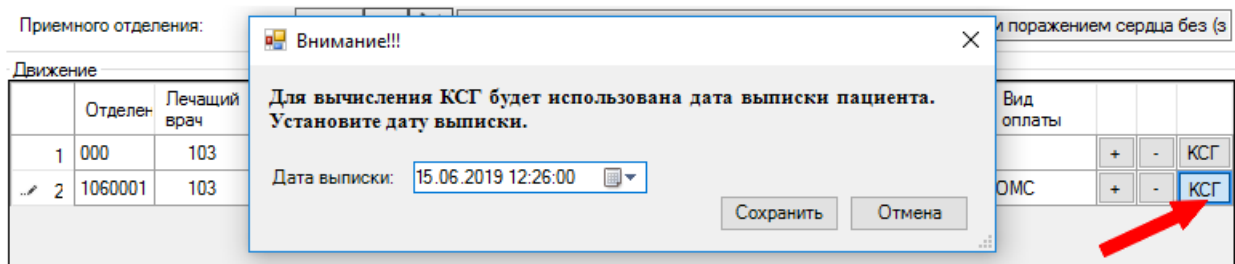 Приемного отделения:
и поражением сердца без (з
Внимание!!!
Движение
Отделен Лечащий врач Вид оплаты
Для вычисления КСГ будет использована дата выписки пациента.
Установите дату выписки.
1 000 103 + - КСГ
Дата выписки: 15.06.2019 12:26:00
2 1060001 103 ОМС + - КСГ
Сохранить Отмена